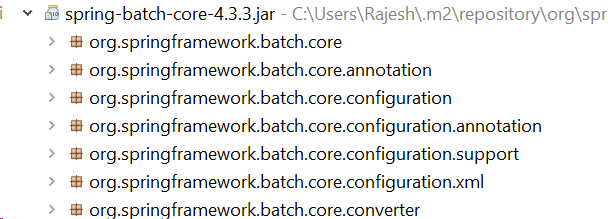 spring-batch-core-4.3.3.jar - C:\Users\Rajesh\.m2\repository\org\spr
org.springframework.batch.core
org.springframework.batch.core.annotation
org.springframework.batch.core.configuration
org.springframework.batch.core.configuration.annotation
org.springframework.batch.core.configuration.support
org.springframework.batch.core.configuration.xml
org.springframework.batch.core.converter